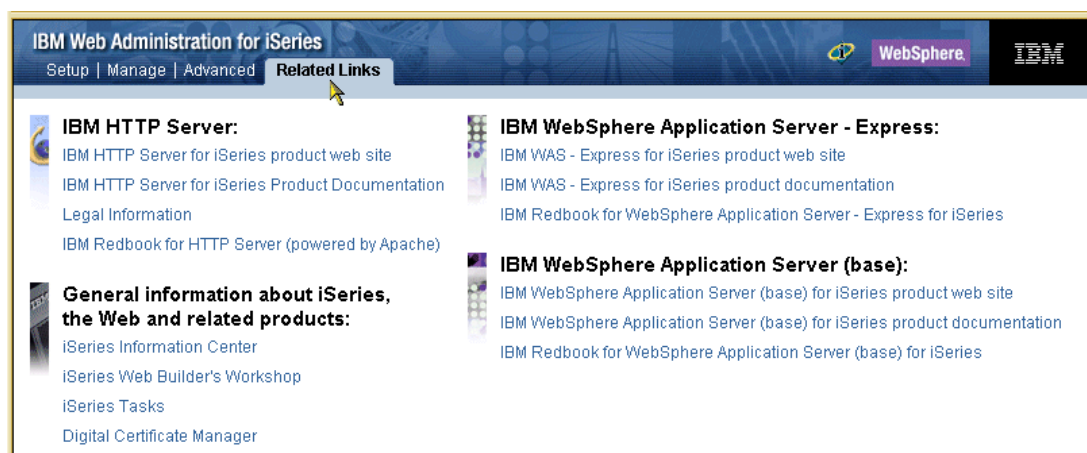 IBM Web Administration for iSeries
Setup | Manage | Advanced Related Links
WebSphere.
IBM
IBM HTTP Server:
IBM HTTP Server for iSeries product web site
IBM HTTP Server for iSeries Product Documentation
Legal Information
IBM Redbook for HTTP Server (powered by Apache)
General information about iSeries,
the Web and related products:
iSeries Information Center
iSeries Web Builder's Workshop
iSeries Tasks
Digital Certificate Manager
IBM WebSphere Application Server - Express:
IBM WAS - Express for iSeries product web site
IBM WAS - Express for iSeries product documentation
IBM Redbook for WebSphere Application Server - Express for iSeries
IBM WebSphere Application Server (base):
IBM WebSphere Application Server (base) for iSeries product web site
IBM WebSphere Application Server (base) for iSeries product documentation
IBM Redbook for WebSphere Application Server (base) for iSeries